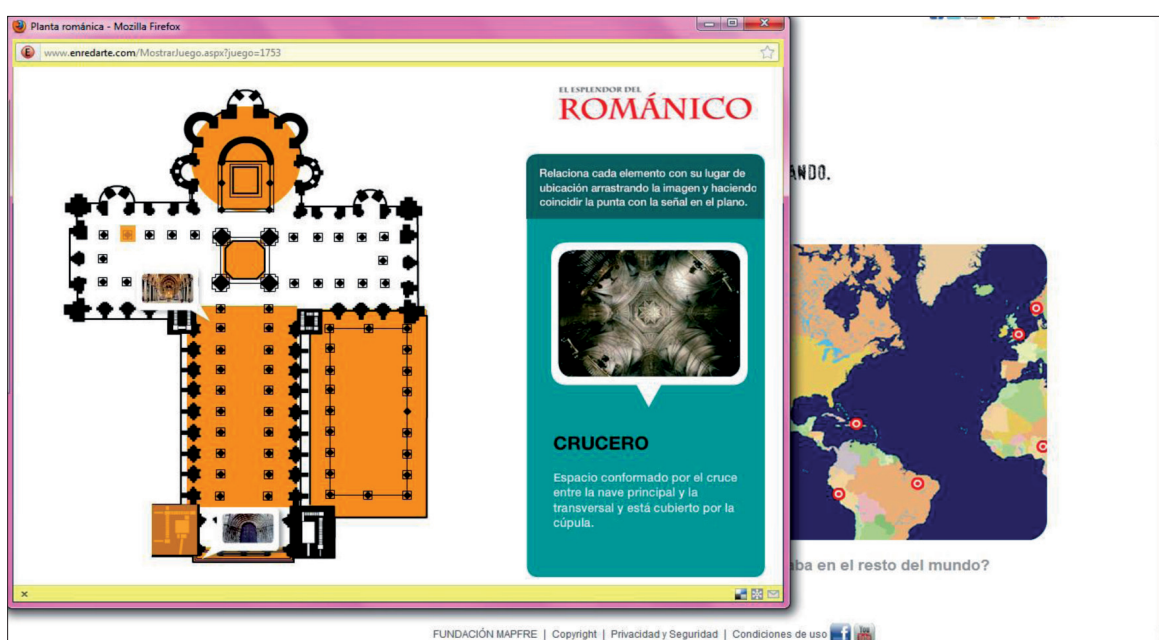 Planta románica - Mozilla Firefox
www.enredarte.com/MostrarJuego.aspx?juego=1753
EL ESPLENDOR DEL
ROMÁNICO
Relaciona cada elemento con su lugar de
ubicación arrastrando la imagen y haciendo
coincidir la punta con la señal en el plano.
CRUCERO
Espacio conformado por el cruce
entre la nave principal y la
transversal y está cubierto por la
cúpula.
ANDO.
aba en el resto del mundo?
FUNDACIÓN MAPFRE | Copyright | Privacidad y Seguridad | Condiciones de uso